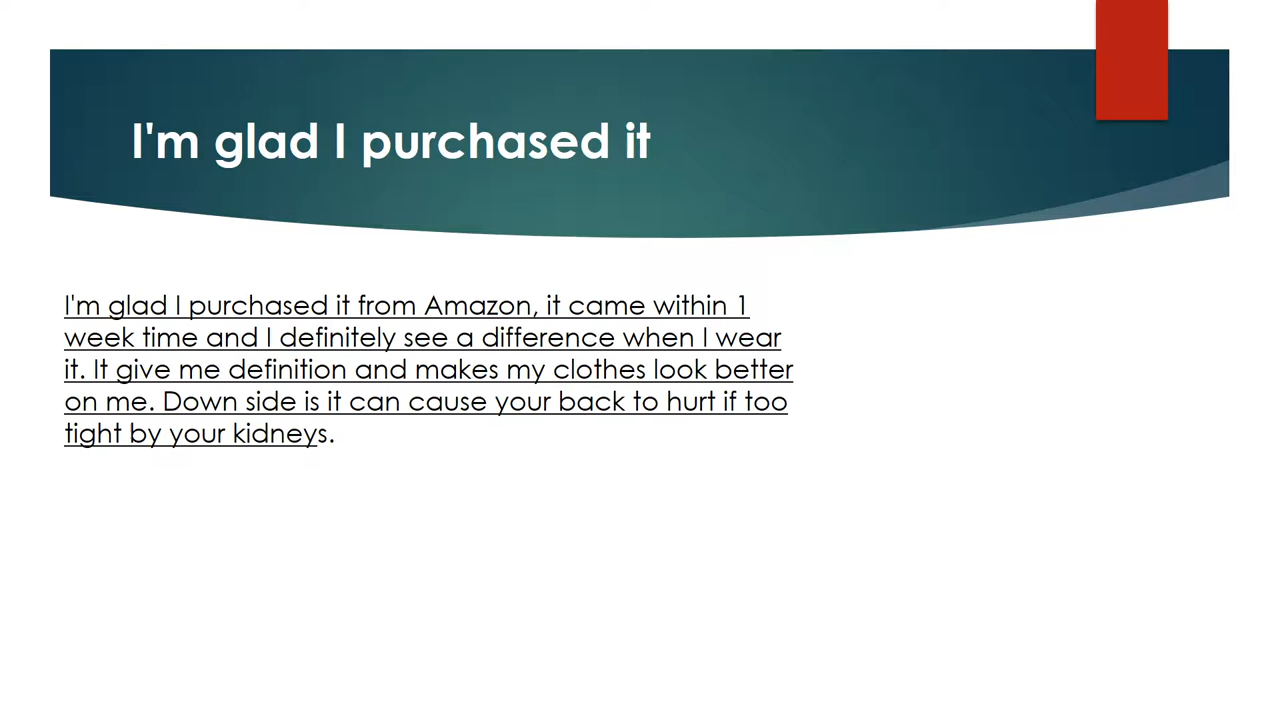 I'm glad I purchased it
I'm glad I purchased it from Amazon, it came within 1
week time and I definitely see a difference when I wear
it. It give me definition and makes my clothes look better
on me. Down side is it can cause your back to hurt if too
tight by your kidneys.